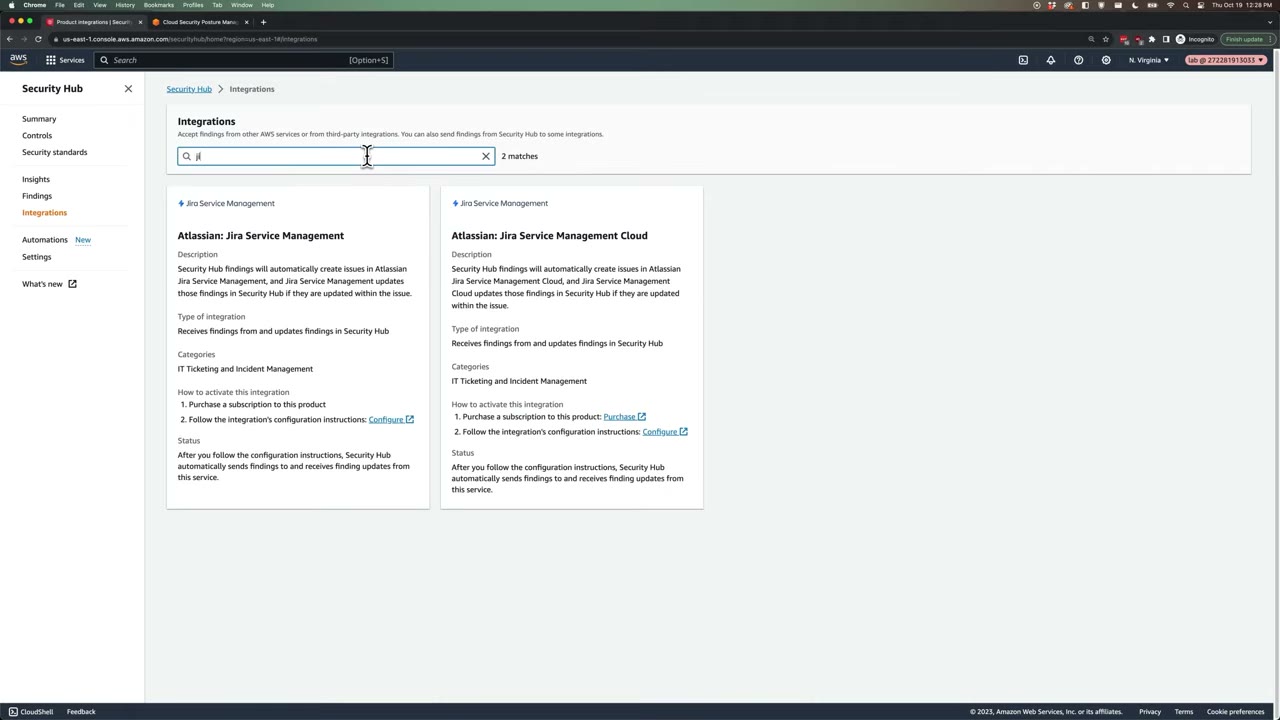 Chrome File Edit View History Bookmarks Profiles Tab Window Help
Thu Oct 19 12:28 PM
Product integrations | Security
Cloud Security Posture Mana
us-east-1.console.aws.amazon.com/securityhub/home?region=us-east-1#/integrations
Incognito
Finish update
aws
Services
Search
[Option+S]
N. Virginia
lab @ 272281913033
Security Hub
Summary
Controls
Security standards
Insights
Findings
Integrations
Automations New
Settings
What's new
Security Hub > Integrations
Integrations
Accept findings from other AWS services or from third-party integrations. You can also send findings from Security Hub to some integrations.
ji
2 matches
Jira Service Management
Atlassian: Jira Service Management
Description
Security Hub findings will automatically create issues in Atlassian
Jira Service Management, and Jira Service Management updates
those findings in Security Hub if they are updated within the issue.
Type of integration
Receives findings from and updates findings in Security Hub
Categories
IT Ticketing and Incident Management
How to activate this integration
1. Purchase a subscription to this product
2. Follow the integration's configuration instructions: Configure
Status
After you follow the configuration instructions, Security Hub
automatically sends findings to and receives finding updates from
this service.
Jira Service Management
Atlassian: Jira Service Management Cloud
Description
Security Hub findings will automatically create issues in Atlassian
Jira Service Management Cloud, and Jira Service Management
Cloud updates those findings in Security Hub if they are updated
within the issue.
Type of integration
Receives findings from and updates findings in Security Hub
Categories
IT Ticketing and Incident Management
How to activate this integration
1. Purchase a subscription to this product: Purchase
2. Follow the integration's configuration instructions: Configure
Status
After you follow the configuration instructions, Security Hub
automatically sends findings to and receives finding updates from
this service.
CloudShell
Feedback
© 2023, Amazon Web Services, Inc. or its affiliates.
Privacy
Terms
Cookie preferences